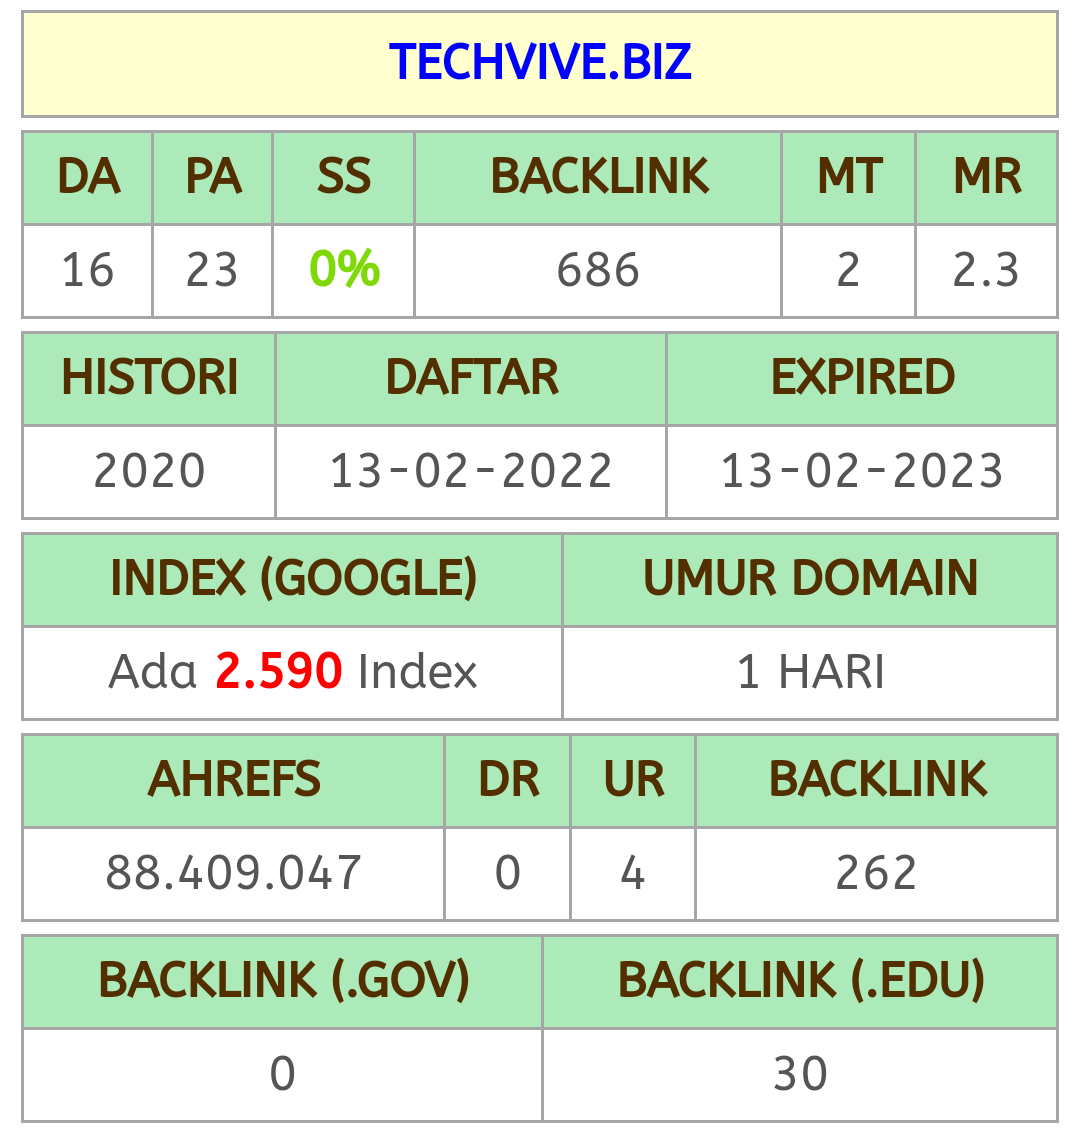 TECHVIVE.BIZ
DA PA SS BACKLINK MT MR
16 23 0% 686 2 2.3
HISTORI DAFTAR EXPIRED
2020 13-02-2022 13-02-2023
INDEX (GOOGLE) UMUR DOMAIN
Ada 2.590 Index 1 HARI
AHREFS DR UR BACKLINK
88.409.047 0 4 262
BACKLINK (.GOV) BACKLINK (.EDU)
0 30